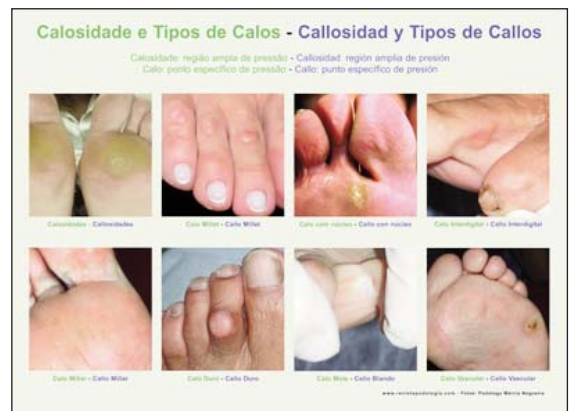 Calosidade e Tipos de Calos - Callosidad y Tipos de Callos
Calosidade: região ampla de pressão - Callosidad: región amplia de presión
Calo: ponto específico de pressão - Callo: punto específico de presión
Calosidades - Callosidades
Calo Millet - Callo Millet
Calo com núcleo - Callo con núcleo
Calo Interdigital - Callo Interdigital
Calo Miliar - Callo Miliar
Calo Duro - Callo Duro
Calo Mole - Callo Blando
Calo Vascular - Callo Vascular
www.revistapodologia.com - Fotos: Podóloga Márcia Nogueira